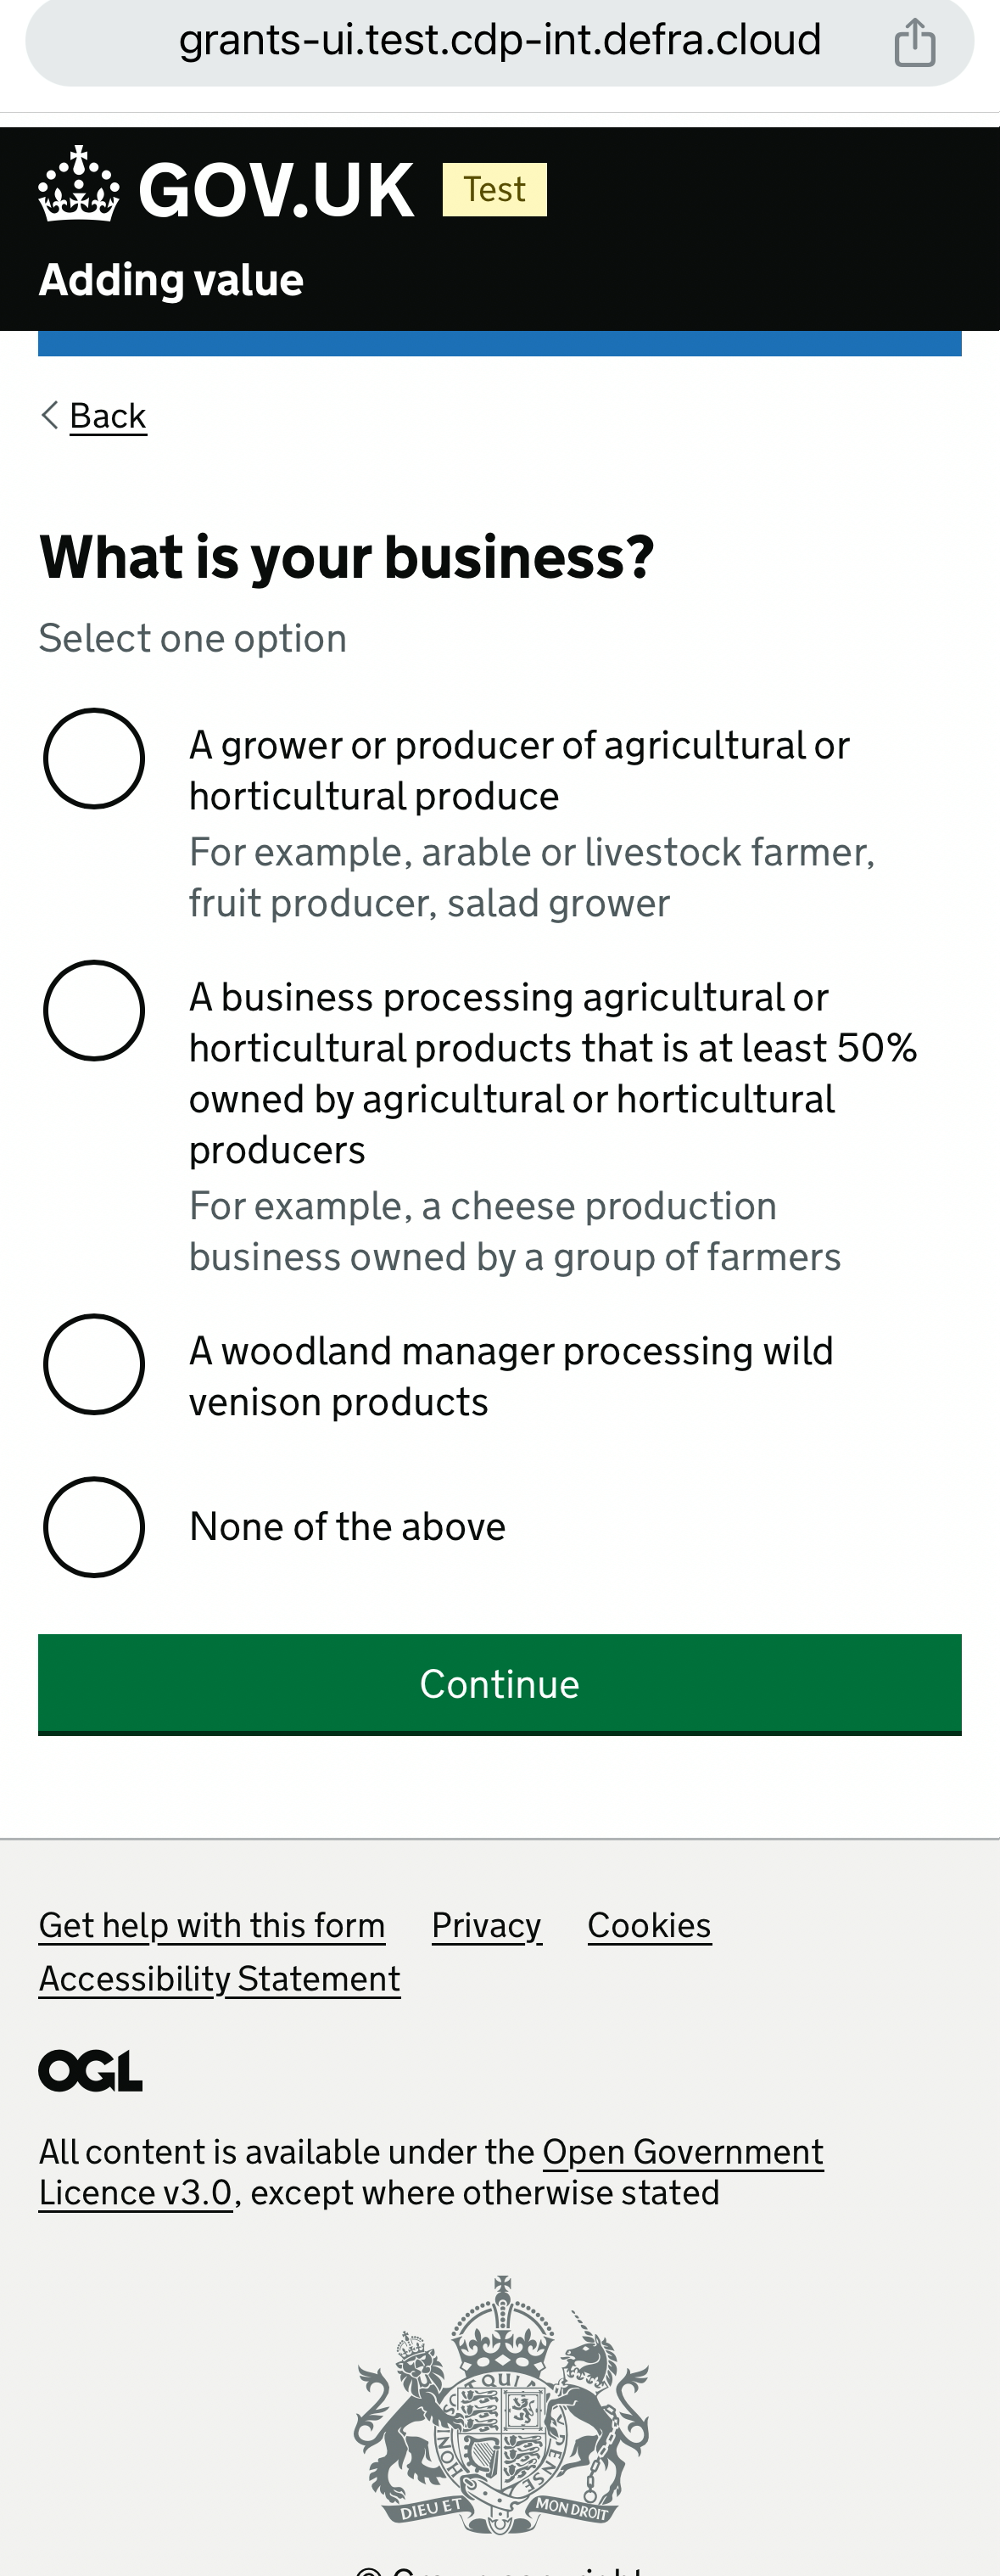 grants-ui.test.cdp-int.defra.cloud
GOV.UK Test
Adding value
Back
What is your business?
Select one option
A grower or producer of agricultural or
horticultural produce
For example, arable or livestock farmer,
fruit producer, salad grower
A business processing agricultural or
horticultural products that is at least 50%
owned by agricultural or horticultural
producers
For example, a cheese production
business owned by a group of farmers
A woodland manager processing wild
venison products
None of the above
Continue
Get help with this form Privacy Cookies
Accessibility Statement
OGL
All content is available under the Open Government
Licence v3.0, except where otherwise stated
DIEU ET MON DROIT